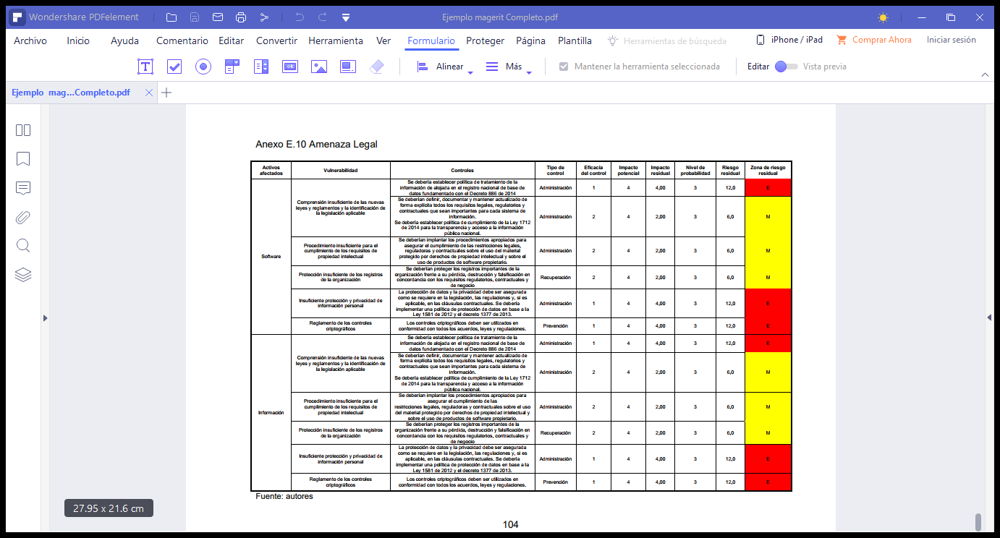 Wondershare PDFelement
Ejemplo magerit Completo.pdf
Archivo Inicio Ayuda Comentario Editar Convertir Herramienta Ver Formulario Proteger Página Plantilla Herramientas de búsqueda iPhone / iPad Comprar Ahora Iniciar sesión
T ok Alinear Más Mantener la herramienta seleccionada Editar Vista previa
Ejemplo mag...Completo.pdf
Anexo E.10 Amenaza Legal
Activos afectados Vulnerabilidad Controles Tipo de control Eficacia del control Impacto potencial Impacto residual Nivel de probabilidad Riesgo residual Zona de riesgo residual
Software
Comprensión insuficiente de las nuevas
leyes y reglamentos y la identificación de
la legislación aplicable
Se debería establecer política de tratamiento de la
información de alojada en el registro nacional de base de
datos fundamentado con el Decreto 886 de 2014
Administración 1 4 4,00 3 12,0 E
Se deberían definir, documentar y mantener actualizado de
forma explícita todos los requisitos legales, regulatorios y
contractuales que sean importantes para cada sistema de
información.
Se debería establecer política de cumplimiento de la Ley 1712
de 2014 para la transparencia y acceso a la información
pública nacional.
Administración 2 4 2,00 3 6,0 M
Procedimiento insuficiente para el
cumplimiento de los requisitos de
propiedad intelectual
Se deberían implantar los procedimientos apropiados para
asegurar el cumplimiento de las restricciones legales,
reguladoras y contractuales sobre el uso del material
protegido por derechos de propiedad intelectual y sobre el
uso de productos de software propietario.
Administración 2 4 2,00 3 6,0 M
Protección insuficiente de los registros
de la organización
Se deberían proteger los registros importantes de la
organización frente a su pérdida, destrucción y falsificación en
concordancia con los requisitos regulatorios, contractuales y
de negocio
Recuperación 2 4 2,00 3 6,0 M
Insuficiente protección y privacidad de
información personal
La protección de datos y la privacidad debe ser asegurada
como se requiere en la legislación, las regulaciones y, si es
aplicable, en las cláusulas contractuales. Se debería
implementar una política de protección de datos en base a la
Ley 1581 de 2012 y el decreto 1377 de 2013.
Administración 1 4 4,00 3 12,0 E
Reglamento de los controles
criptográficos
Los controles criptográficos deben ser utilizados en
conformidad con todos los acuerdos, leyes y regulaciones.
Prevención 1 4 4,00 3 12,0 E
Información
Comprensión insuficiente de las nuevas
leyes y reglamentos y la identificación de
la legislación aplicable
Se debería establecer política de tratamiento de la
información de alojada en el registro nacional de base de
datos fundamentado con el Decreto 886 de 2014
Administración 1 4 4,00 3 12,0 E
Se deberían definir, documentar y mantener actualizado de
forma explícita todos los requisitos legales, regulatorios y
contractuales que sean importantes para cada sistema de
información.
Se debería establecer política de cumplimiento de la Ley 1712
de 2014 para la transparencia y acceso a la información
pública nacional.
Administración 2 4 2,00 3 6,0 M
Procedimiento insuficiente para el
cumplimiento de los requisitos de
propiedad intelectual
Se deberían implantar los procedimientos apropiados para
asegurar el cumplimiento de las
restricciones legales, reguladoras y contractuales sobre el uso
del material protegido por derechos de propiedad intelectual y
sobre el uso de productos de software propietario.
Administración 2 4 2,00 3 6,0 M
Protección insuficiente de los registros
de la organización
Se deberían proteger los registros importantes de la
organización frente a su pérdida, destrucción y falsificación en
concordancia con los requisitos regulatorios, contractuales y
de negocio
Recuperación 2 4 2,00 3 6,0 M
Insuficiente protección y privacidad de
información personal
La protección de datos y la privacidad debe ser asegurada
como se requiere en la legislación, las regulaciones y, si es
aplicable, en las cláusulas contractuales. Se debería
implementar una política de protección de datos en base a la
Ley 1581 de 2012 y el decreto 1377 de 2013.
Administración 1 4 4,00 3 12,0 E
Reglamento de los controles
criptográficos
Los controles criptográficos deben ser utilizados en
conformidad con todos los acuerdos, leyes y regulaciones.
Prevención 1 4 4,00 3 12,0 E
Fuente: autores
27.95 x 21.6 cm
104